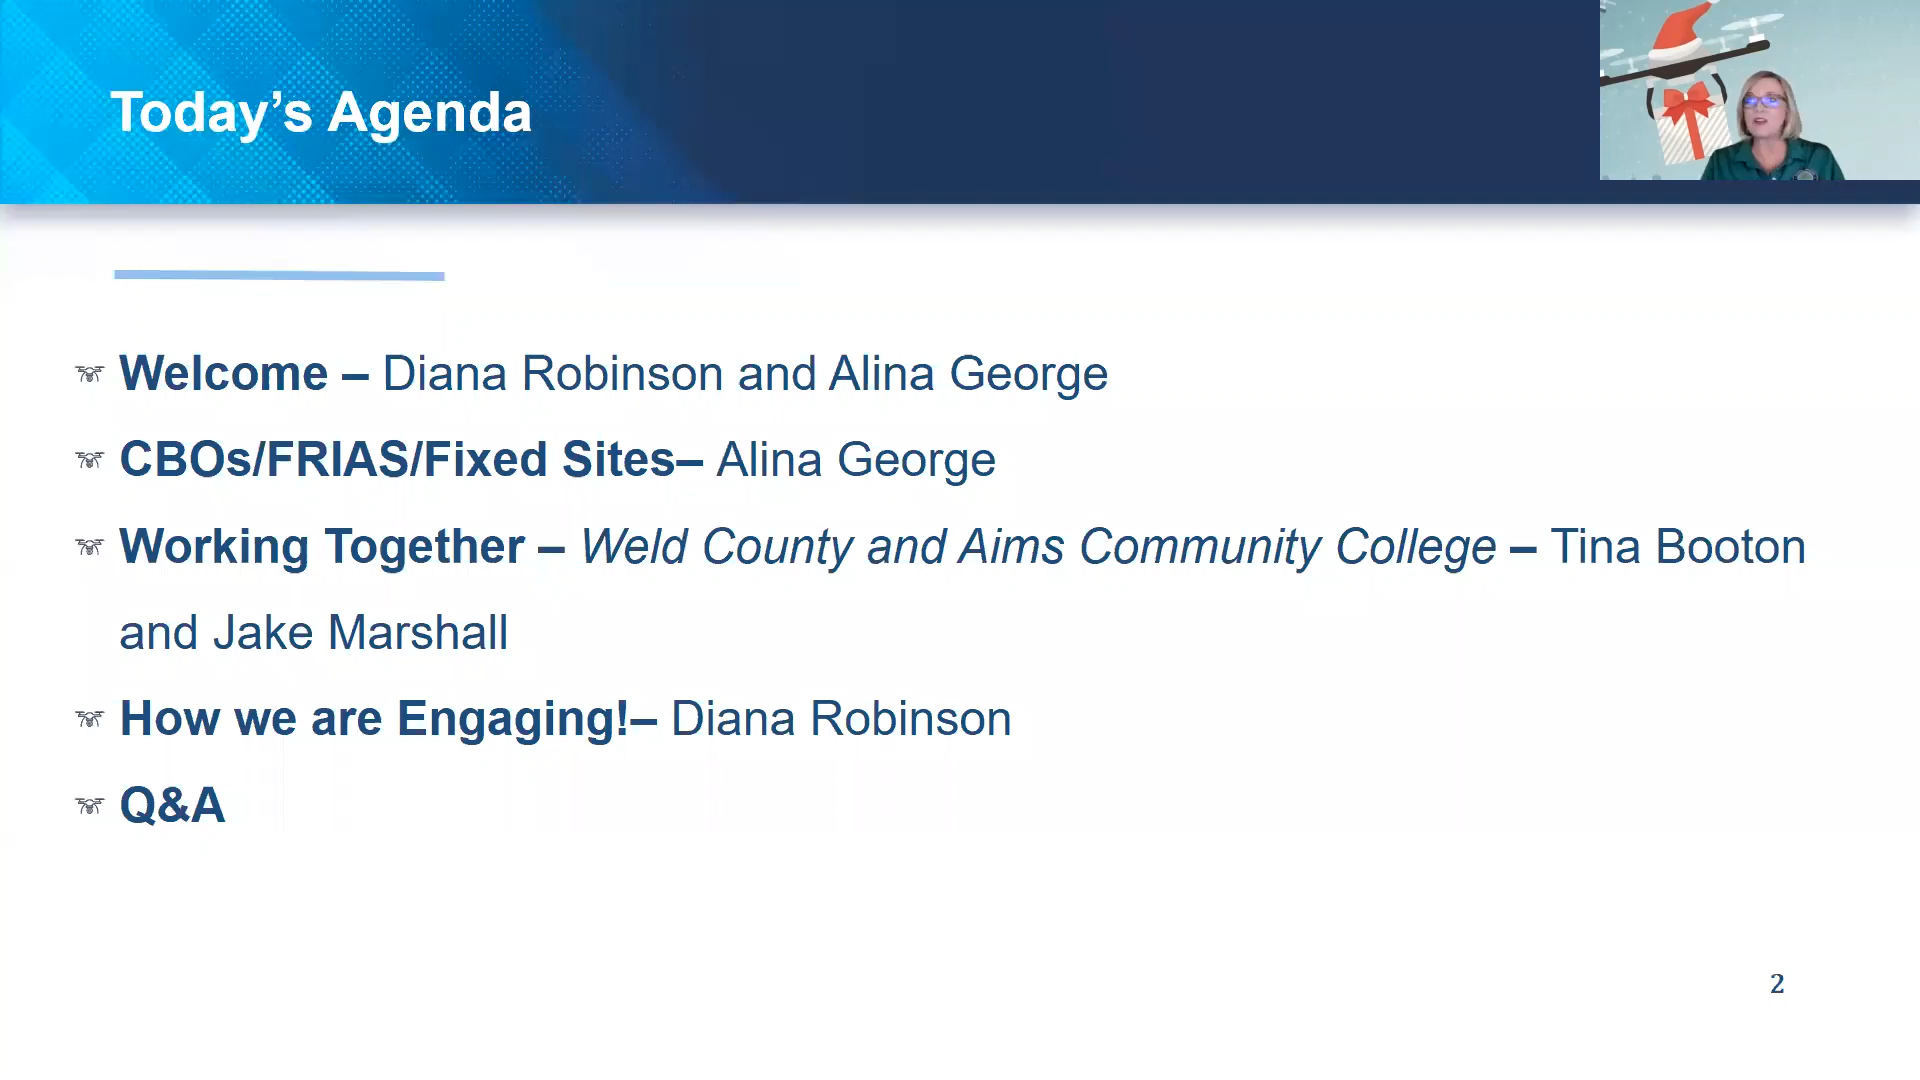 Today’s Agenda
Welcome – Diana Robinson and Alina George
CBOs/FRIAS/Fixed Sites– Alina George
Working Together – Weld County and Aims Community College – Tina Booton
and Jake Marshall
How we are Engaging!– Diana Robinson
Q&A
2